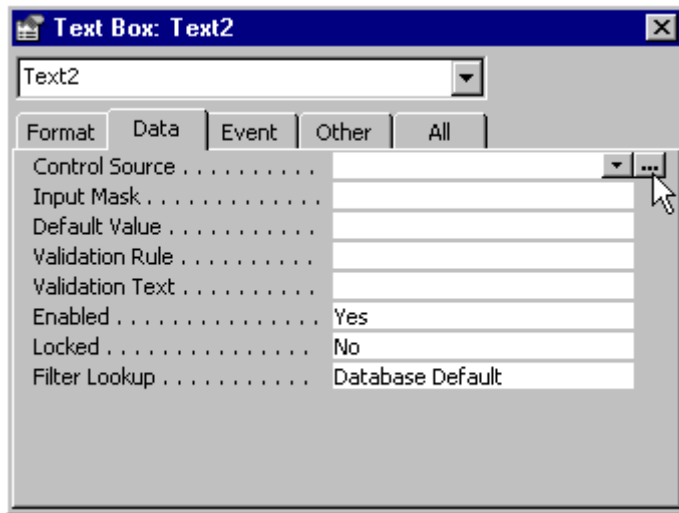 Text Box: Text2
Text2
Format Data Event Other All
Control Source . . . . . . . . . .
Input Mask . . . . . . . . . . . . .
Default Value . . . . . . . . . . .
Validation Rule . . . . . . . . . .
Validation Text . . . . . . . . . .
Enabled . . . . . . . . . . . . . . . . Yes
Locked . . . . . . . . . . . . . . . No
Filter Lookup . . . . . . . . . . . Database Default